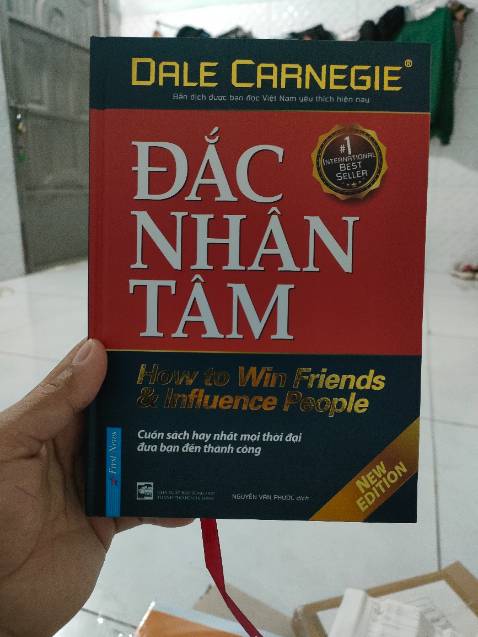 DALE CARNEGIE®
Bản dịch được bạn đọc Việt Nam yêu thích hiện nay
#1
INTERNATIONAL
BEST
SELLER
ĐẮC
NHÂN
TÂM
How to Win Friends
& Influence People
Cuốn sách hay nhất mọi thời đại
đưa bạn đến thành công
First News
NEW
EDITION
NGUYỄN VĂN PHƯỚC dịch